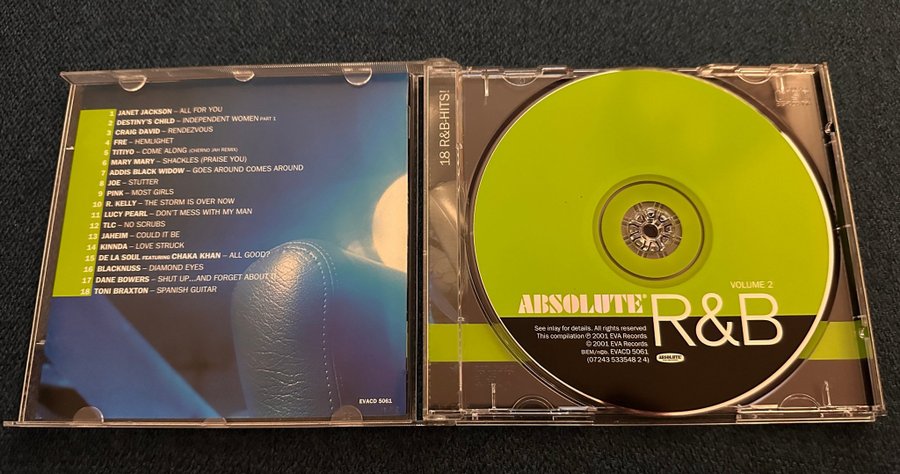 1 JANET JACKSON – ALL FOR YOU
2 DESTINY'S CHILD – INDEPENDENT WOMEN PART 1
3 CRAIG DAVID – RENDEZVOUS
4 FRE – HEMLIGHET
5 TITIYO – COME ALONG (CHERNO JAH REMIX)
6 MARY MARY – SHACKLES (PRAISE YOU)
7 ADDIS BLACK WIDOW – GOES AROUND COMES AROUND
8 JOE – STUTTER
9 PINK – MOST GIRLS
10 R. KELLY – THE STORM IS OVER NOW
11 LUCY PEARL – DON'T MESS WITH MY MAN
12 TLC – NO SCRUBS
13 JAHEIM – COULD IT BE
14 KINNDA – LOVE STRUCK
15 DE LA SOUL FEATURING CHAKA KHAN – ALL GOOD?
16 BLACKNUSS – DIAMOND EYES
17 DANE BOWERS – SHUT UP...AND FORGET ABOUT IT
18 TONI BRAXTON – SPANISH GUITAR
EVACD 5061
18 R&B-HITS!
VOLUME 2
ABSOLUTE®
R&B
See inlay for details. All rights reserved
This compilation ℗ 2001 EVA Records
© 2001 EVA Records
BIEM/ncb. EVACD 5061
(07243 533548 2 4)
ABSOLUTE